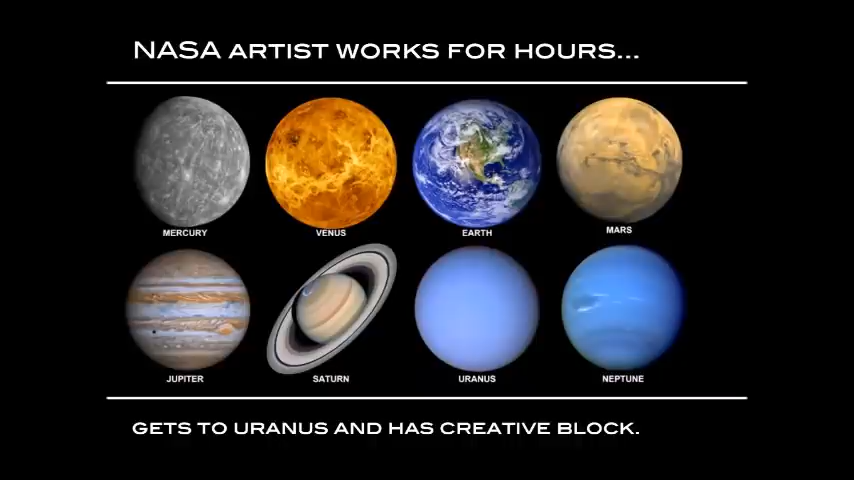 NASA ARTIST WORKS FOR HOURS...
MERCURY VENUS EARTH MARS
JUPITER SATURN URANUS NEPTUNE
GETS TO URANUS AND HAS CREATIVE BLOCK.